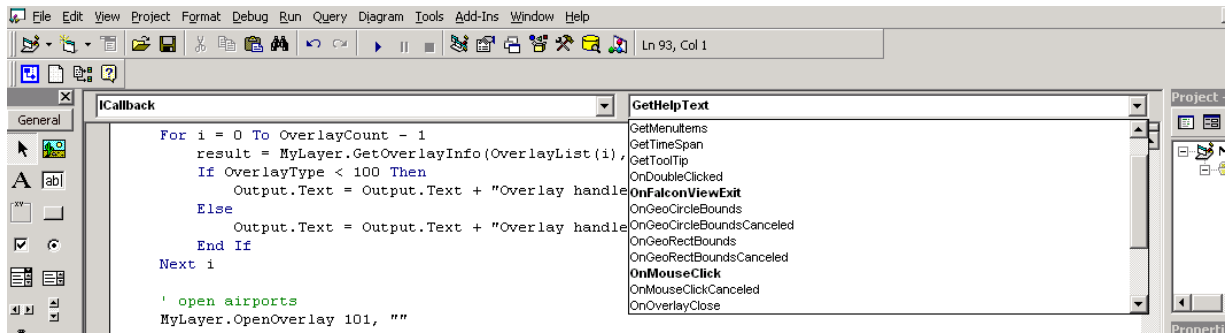 File Edit View Project Format Debug Run Query Diagram Tools Add-Ins Window Help
Ln 93, Col 1
General
ICallback
GetHelpText
Project -
For i = 0 To OverlayCount - 1
result = MyLayer.GetOverlayInfo(OverlayList(i),
If OverlayType < 100 Then
Output.Text = Output.Text + "Overlay handle
Else
Output.Text = Output.Text + "Overlay handle
End If
Next i
' open airports
MyLayer.OpenOverlay 101, ""
GetMenuItems
GetTimeSpan
GetToolTip
OnDoubleClicked
OnFalconViewExit
OnGeoCircleBounds
OnGeoCircleBoundsCanceled
OnGeoRectBounds
OnGeoRectBoundsCanceled
OnMouseClick
OnMouseClickCanceled
OnOverlayClose
A
ab
xv